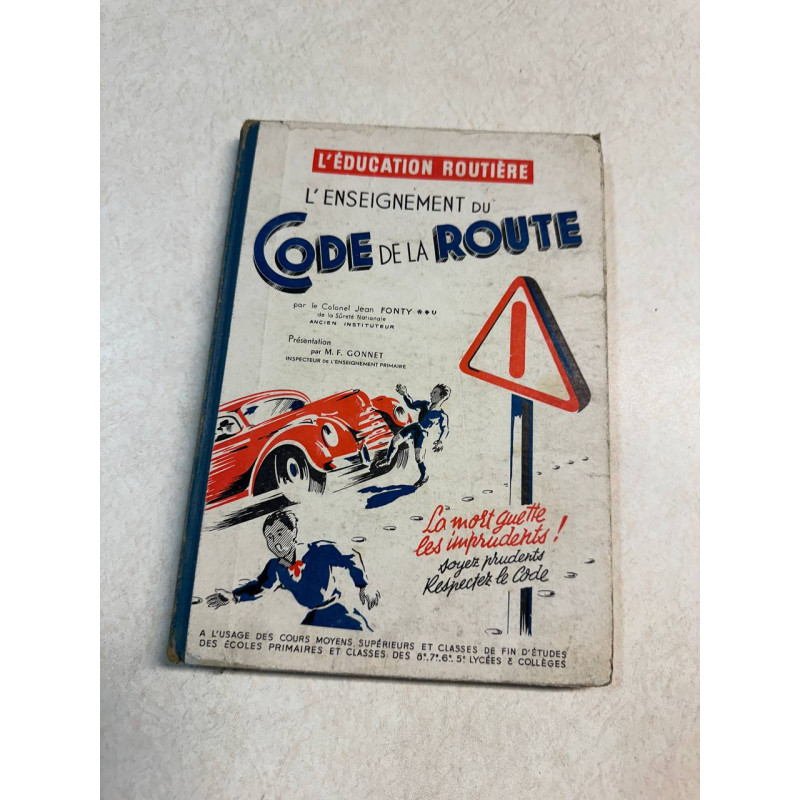 L'ÉDUCATION ROUTIÈRE
L'ENSEIGNEMENT DU
CODE DE LA ROUTE
par le Colonel Jean FONTY
de la Sûreté Nationale
ANCIEN INSTITUTEUR
Présentation
par M. F. GONNET
INSPECTEUR DE L'ENSEIGNEMENT PRIMAIRE
La mort guette
les imprudents !
soyez prudents
Respectez le Code
A L'USAGE DES COURS MOYENS, SUPÉRIEURS ET CLASSES DE FIN D'ÉTUDES
DES ÉCOLES PRIMAIRES ET CLASSES DES 8e. 7e. 6e. 5e. LYCÉES & COLLÈGES